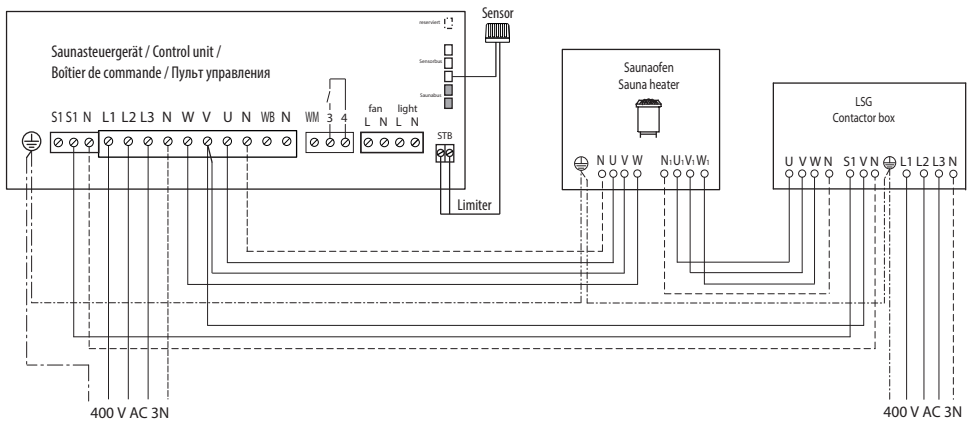 Saunasteuergerät / Control unit /
Boîtier de commande / Пульт управления
reserviert
Sensorbus
Saunabus
Sensor
fan light
S1 S1 N L1 L2 L3 N W V U N WB N WM 3 4 L N L N
STB
Limiter
Saunaofen
Sauna heater
N U V W N1 U1 V1 W1
LSG
Contactor box
U V W N S1 V N L1 L2 L3 N
400 V AC 3N
400 V AC 3N